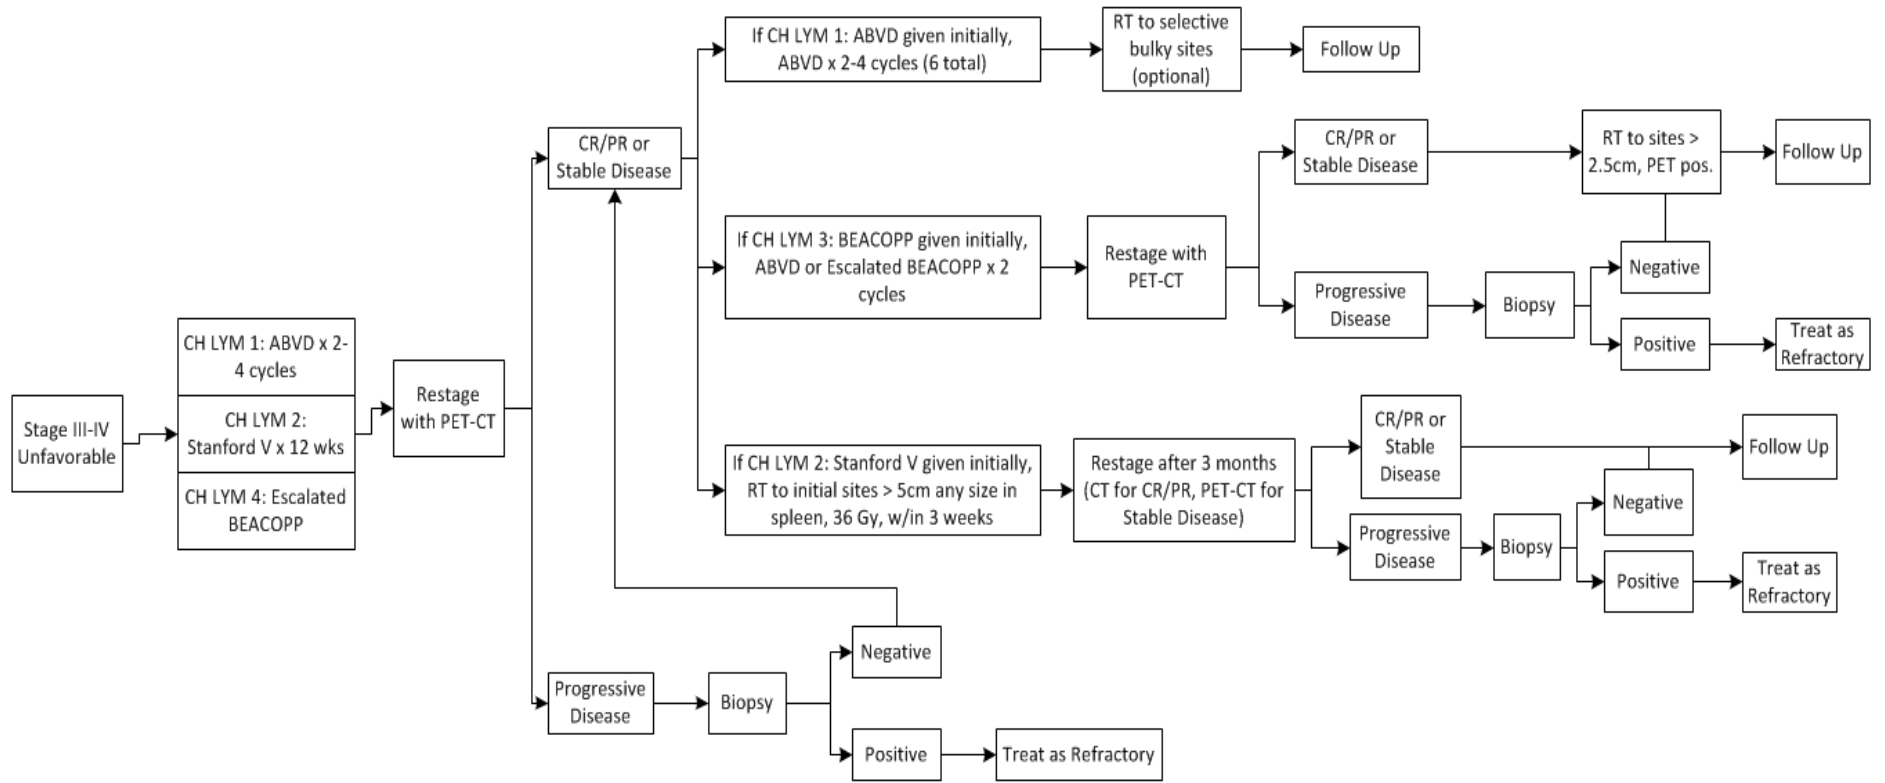 Stage III-IV
Unfavorable
CH LYM 1: ABVD x 2-
4 cycles
CH LYM 2:
Stanford V x 12 wks
CH LYM 4: Escalated
BEACOPP
Restage
with PET-CT
CR/PR or
Stable Disease
If CH LYM 1: ABVD given initially,
ABVD x 2-4 cycles (6 total)
RT to selective
bulky sites
(optional)
Follow Up
If CH LYM 3: BEACOPP given initially,
ABVD or Escalated BEACOPP x 2
cycles
Restage with
PET-CT
CR/PR or
Stable Disease
RT to sites >
2.5cm, PET pos.
Follow Up
Progressive
Disease
Biopsy
Negative
Positive
Treat as
Refractory
If CH LYM 2: Stanford V given initially,
RT to initial sites > 5cm any size in
spleen, 36 Gy, w/in 3 weeks
Restage after 3 months
(CT for CR/PR, PET-CT for
Stable Disease)
CR/PR or
Stable
Disease
Follow Up
Progressive
Disease
Biopsy
Negative
Positive
Treat as
Refractory
Progressive
Disease
Biopsy
Negative
Positive
Treat as Refractory